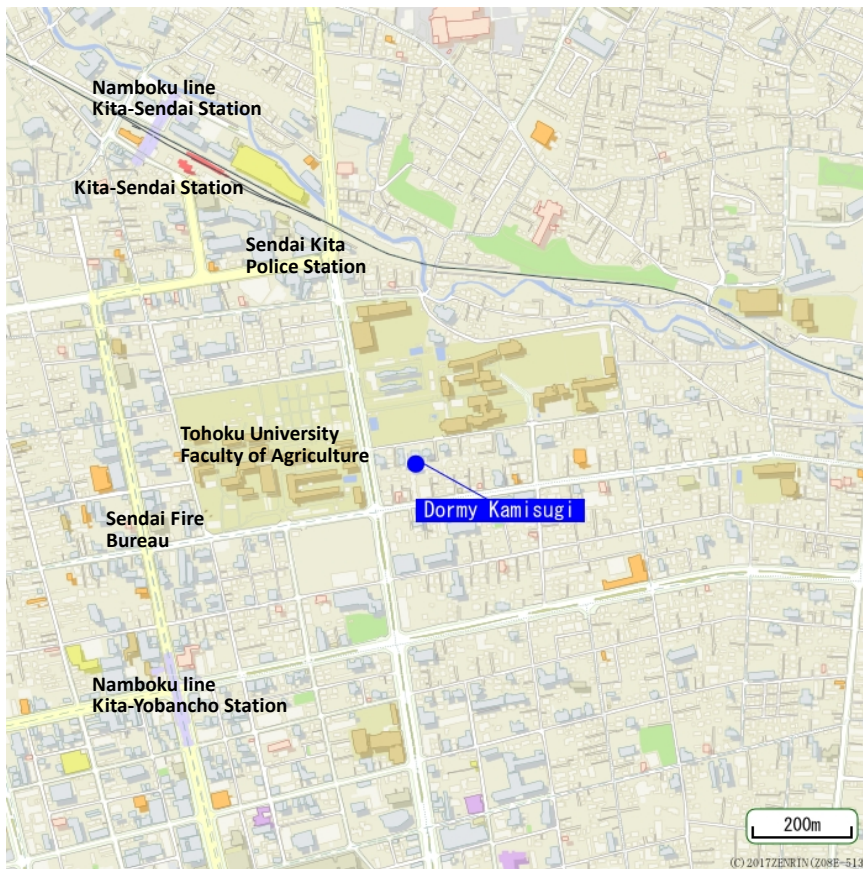 Namboku line
Kita-Sendai Station
Kita-Sendai Station
Sendai Kita
Police Station
Tohoku University
Faculty of Agriculture
Dormy Kamisugi
Sendai Fire
Bureau
Namboku line
Kita-Yobancho Station
200m
(C)2017ZENRIN(Z08E-513